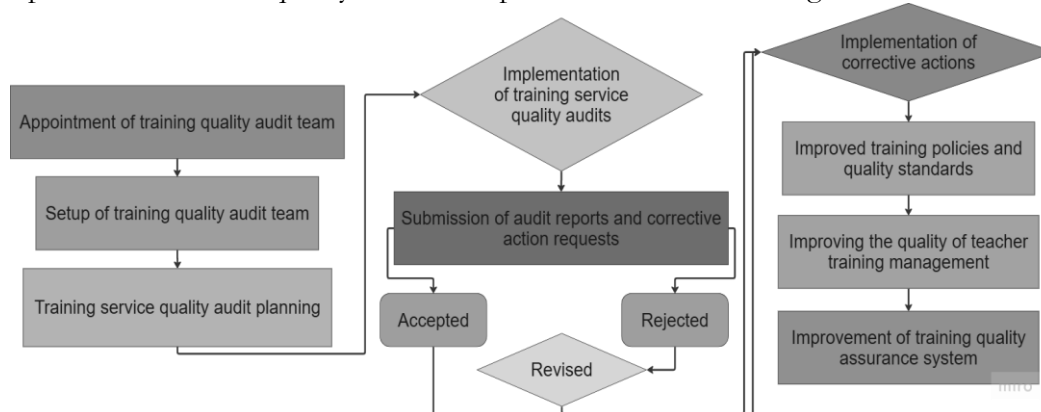 Appointment of training quality audit team
Setup of training quality audit team
Training service quality audit planning
Implementation
of training service
quality audits
Submission of audit reports and corrective
action requests
Accepted
Rejected
Revised
Implementation of
corrective actions
Improved training policies and
quality standards
Improving the quality of teacher
training management
Improvement of training quality
assurance system
miro